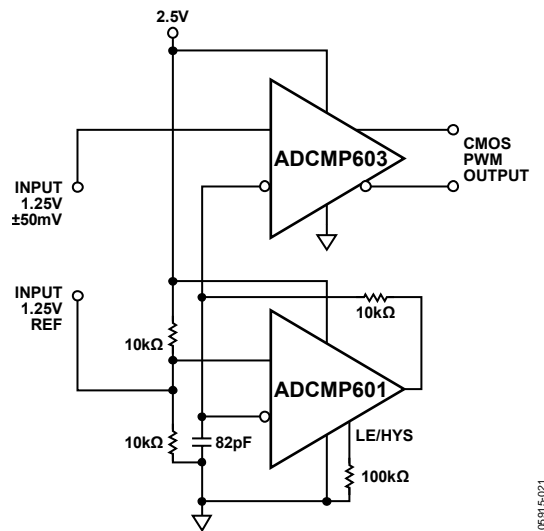 2.5V
ADCMP603
CMOS
PWM
OUTPUT
INPUT
1.25V
±50mV
INPUT
1.25V
REF
10kΩ
10kΩ
ADCMP601
10kΩ
82pF
LE/HYS
100kΩ
05915-021